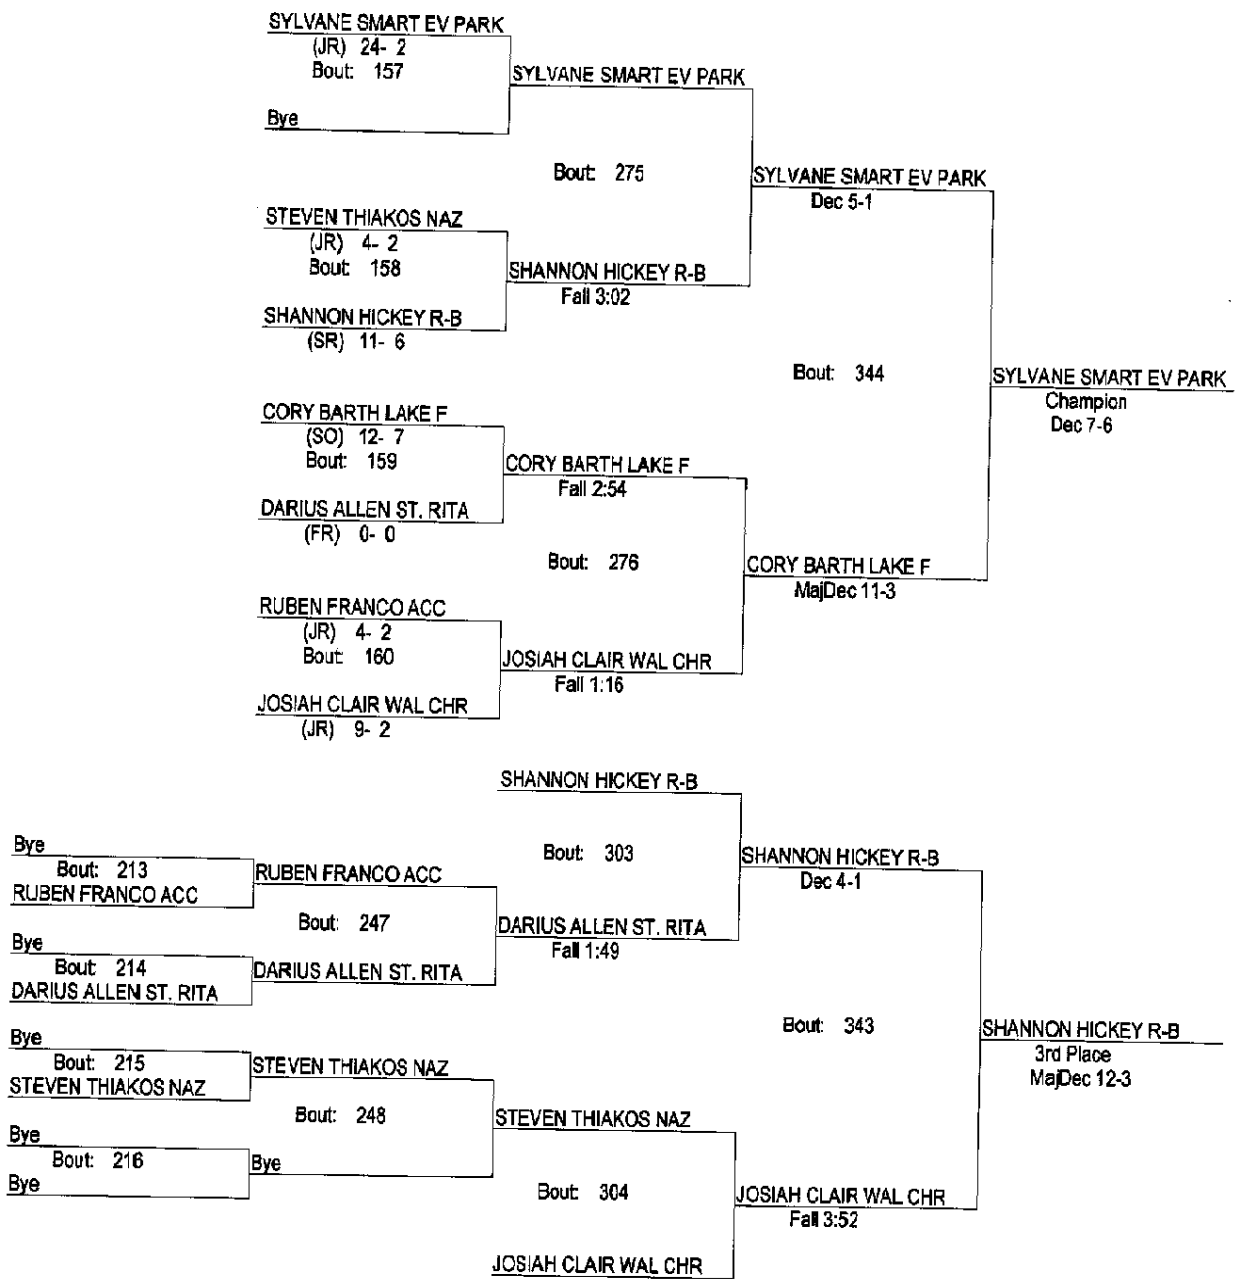 SYLVANE SMART EV PARK
(JR) 24- 2
Bout: 157
SYLVANE SMART EV PARK
Bye
Bout: 275
SYLVANE SMART EV PARK
Dec 5-1
STEVEN THIAKOS NAZ
(JR) 4- 2
Bout: 158
SHANNON HICKEY R-B
Fall 3:02
SHANNON HICKEY R-B
(SR) 11- 6
Bout: 344
SYLVANE SMART EV PARK
Champion
Dec 7-6
CORY BARTH LAKE F
(SO) 12- 7
Bout: 159
CORY BARTH LAKE F
Fall 2:54
DARIUS ALLEN ST. RITA
(FR) 0- 0
Bout: 276
CORY BARTH LAKE F
MajDec 11-3
RUBEN FRANCO ACC
(JR) 4- 2
Bout: 160
JOSIAH CLAIR WAL CHR
Fall 1:16
JOSIAH CLAIR WAL CHR
(JR) 9- 2
SHANNON HICKEY R-B
Bye
Bout: 213
RUBEN FRANCO ACC
RUBEN FRANCO ACC
Bout: 303
SHANNON HICKEY R-B
Dec 4-1
Bout: 247
DARIUS ALLEN ST. RITA
Fall 1:49
Bye
Bout: 214
DARIUS ALLEN ST. RITA
DARIUS ALLEN ST. RITA
Bout: 343
SHANNON HICKEY R-B
3rd Place
MajDec 12-3
Bye
Bout: 215
STEVEN THIAKOS NAZ
STEVEN THIAKOS NAZ
Bout: 248
STEVEN THIAKOS NAZ
Bye
Bout: 216
Bye
Bye
Bout: 304
JOSIAH CLAIR WAL CHR
Fall 3:52
JOSIAH CLAIR WAL CHR